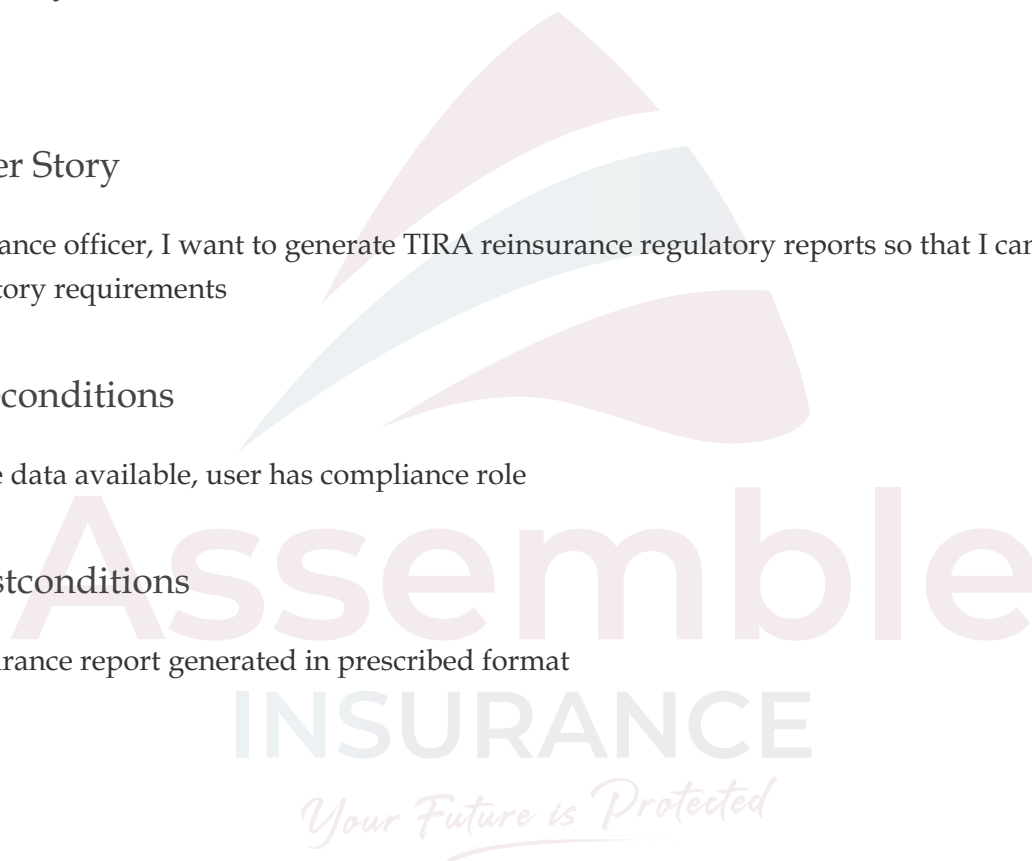 er Story
ance officer, I want to generate TIRA reinsurance regulatory reports so that I can
tory requirements
conditions
e data available, user has compliance role
stconditions
urance report generated in prescribed format
Assemble
INSURANCE
Your Future is Protected